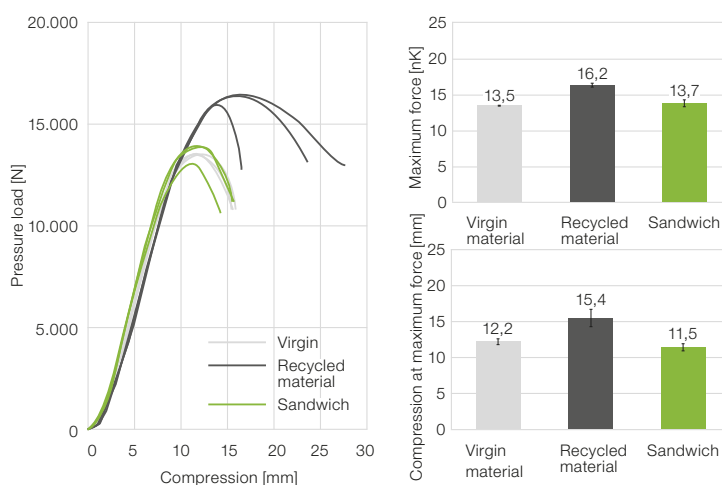 20.000
15.000
10.000
5.000
0
Pressure load [N]
0 5 10 15 20 25 30
Compression [mm]
Virgin
Recycled
material
Sandwich
Maximum force [nK]
25
20
15
10
5
0
13,5
16,2
13,7
Virgin
material
Recycled
material
Sandwich
Compression at maximum force [mm]
25
20
15
10
5
0
12,2
15,4
11,5
Virgin
material
Recycled
material
Sandwich